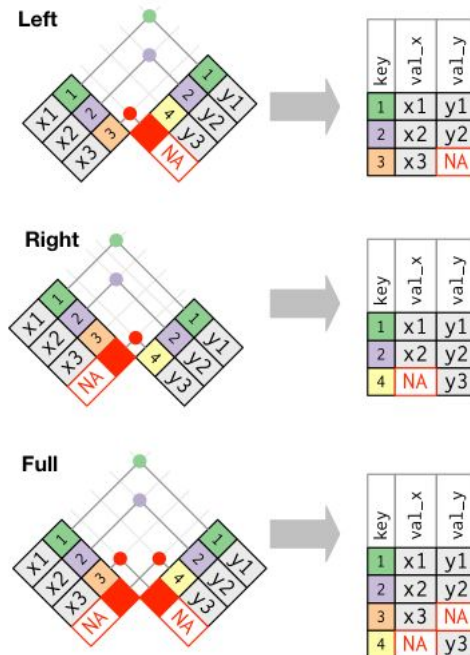 Left
1 1
x1 2 2 y1
x2 3 4 y2
x3 y3
NA
key val_x val_y
1 x1 y1
2 x2 y2
3 x3 NA
Right
1 1
x1 2 2 y1
x2 3 4 y2
x3 y3
NA
key val_x val_y
1 x1 y1
2 x2 y2
4 NA y3
Full
1 1
x1 2 2 y1
x2 3 4 y2
x3 y3
NA NA
key val_x val_y
1 x1 y1
2 x2 y2
3 x3 NA
4 NA y3